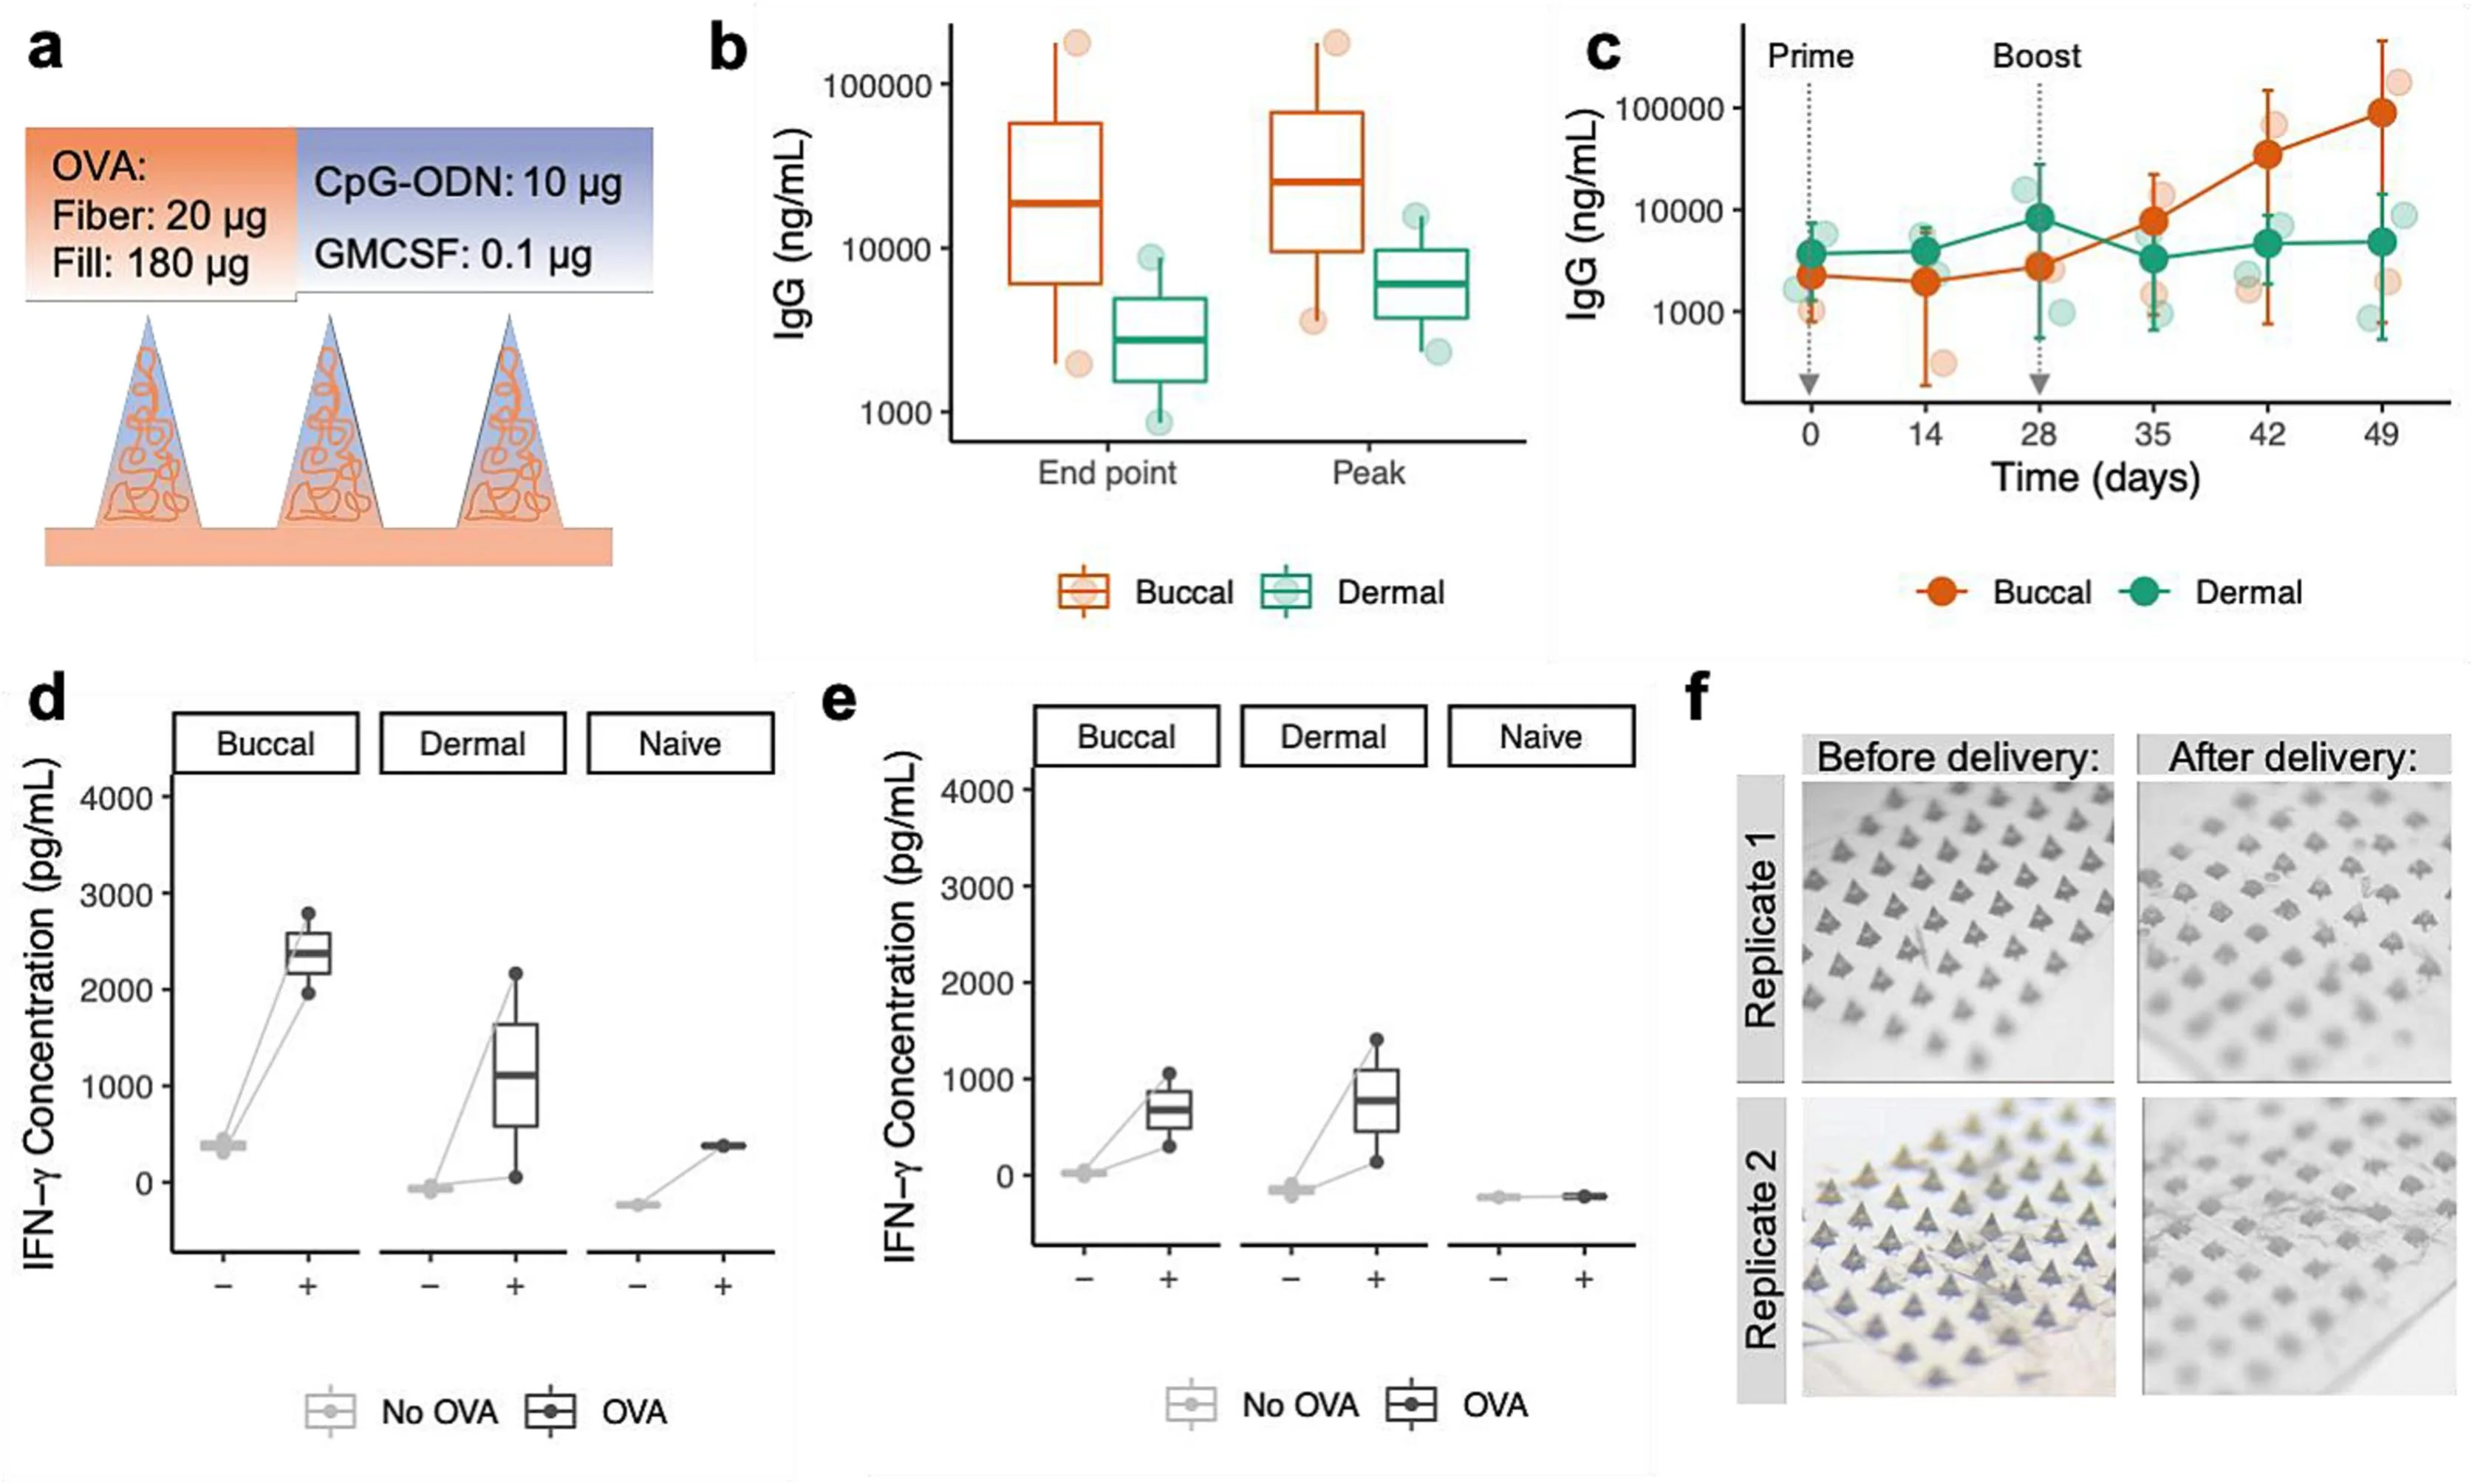 a
OVA:
Fiber: 20 µg
Fill: 180 µg
CpG-ODN: 10 µg
GMCSF: 0.1 µg
b
IgG (ng/mL)
100000
10000
1000
End point
Peak
Buccal
Dermal
c
Prime
Boost
IgG (ng/mL)
100000
10000
1000
0 14 28 35 42 49
Time (days)
Buccal
Dermal
d
Buccal
Dermal
Naive
IFN–γ Concentration (pg/mL)
4000
3000
2000
1000
0
– + – + – +
No OVA
OVA
e
Buccal
Dermal
Naive
IFN–γ Concentration (pg/mL)
4000
3000
2000
1000
0
– + – + – +
No OVA
OVA
f
Before delivery:
After delivery:
Replicate 1
Replicate 2